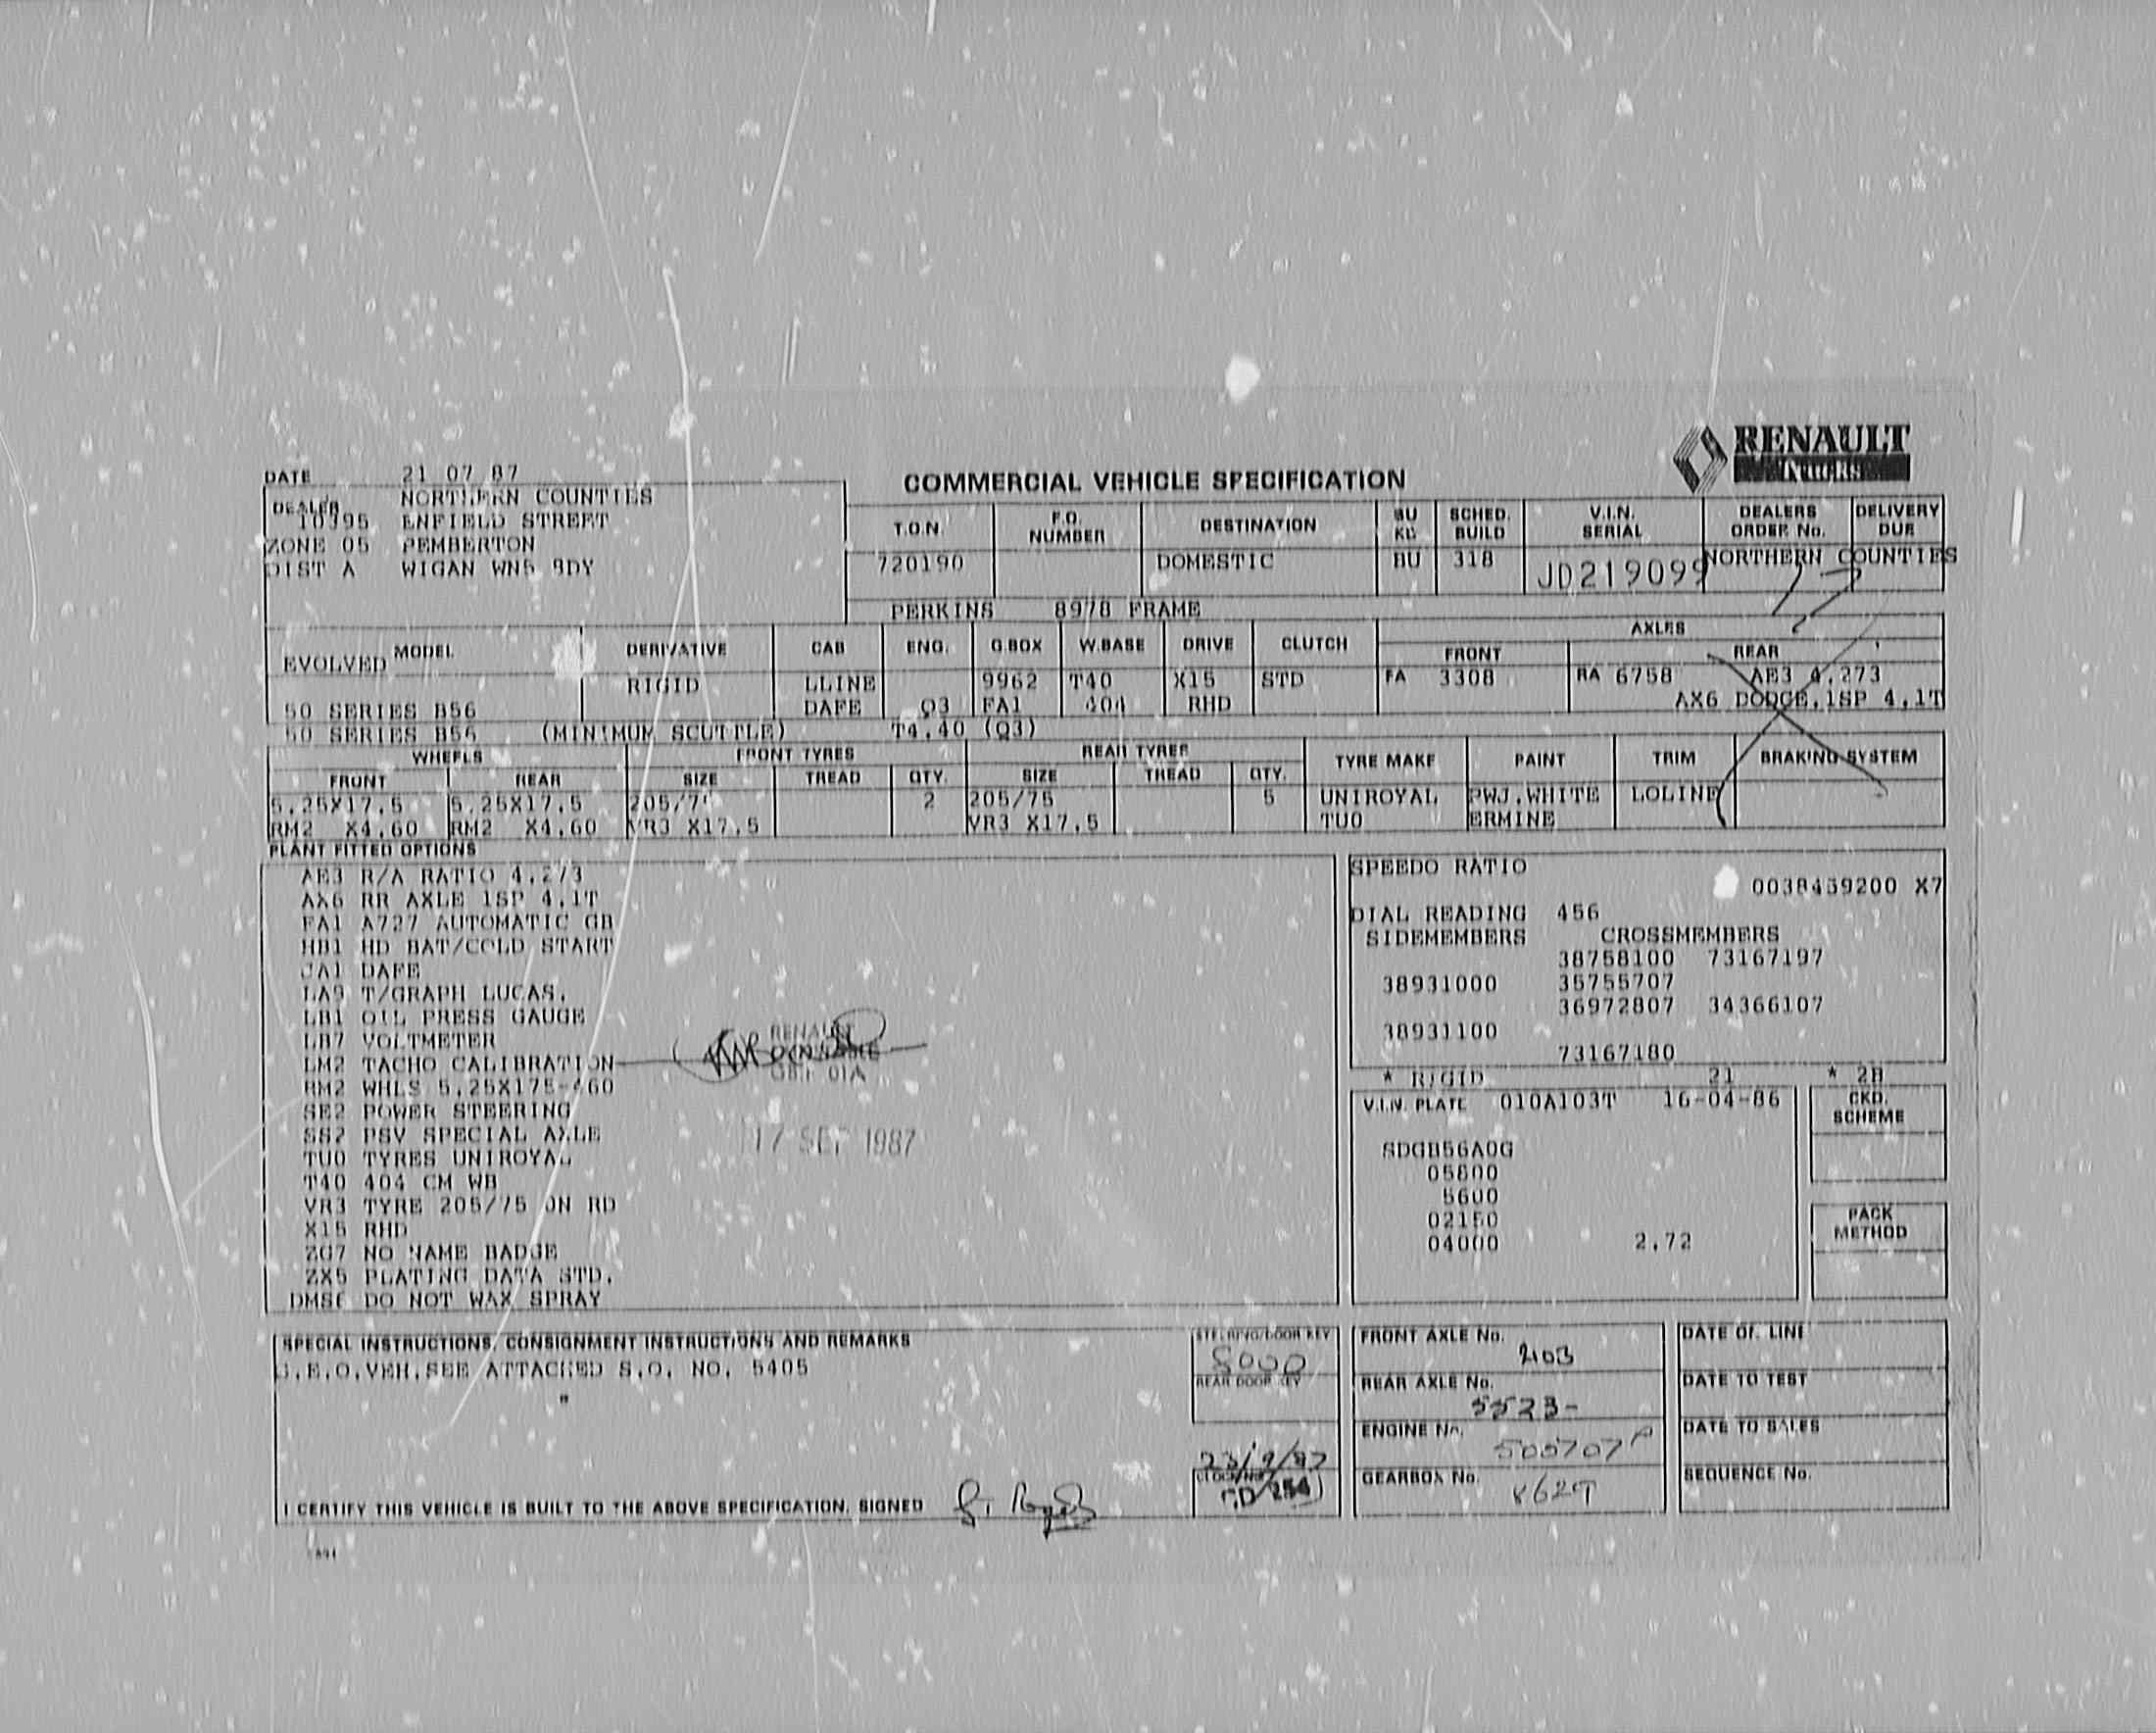 RENAULT
DATE 21 07 87
COMMERCIAL VEHICLE SPECIFICATION
DEALER NORTHERN COUNTIES
10395 ENFIELD STREET
ZONE 05 PEMBERTON
DIST A WIGAN WN5
T.O.N. F.O. NUMBER DESTINATION BU KD SCHED. BUILD V.I.N. SERIAL DEALERS ORDER No. DELIVERY DUE
720190 DOMESTIC BU 318 JD219099 NORTHERN COUNTIES
PERKINS 8978 FRAME
MODEL DERIVATIVE CAB ENG. G.BOX W.BASE DRIVE CLUTCH AXLES
FRONT REAR
EVOLVED
RIGID LLINE 9962 T40 X15 STD FA 3308 RA 6758 AE3 4.273
50 SERIES B56 DAFE Q3 FA1 404 RHD AX6 DODGE,1SP 4,1T
50 SERIES B56 (MINIMUM SCUTTLE) T4.40 (Q3)
WHEELS FRONT TYRES REAR TYRES TYRE MAKE PAINT TRIM BRAKING SYSTEM
FRONT REAR SIZE TREAD QTY. SIZE TREAD QTY.
5.25X17.5 5.25X17.5 205/75 2 205/75 5 UNIROYAL PWJ.WHITE LOLINE
RM2 X4.60 RM2 X4.60 VR3 X17.5 VR3 X17.5 TU0 ERMINE
PLANT FITTED OPTIONS
AE3 R/A RATIO 4.273
AX6 RR AXLE 1SP 4.1T
FA1 A727 AUTOMATIC GB
HB1 HD BAT/COLD START
JA1 DAFE
LA9 T/GRAPH LUCAS.
LB1 OIL PRESS GAUGE
LB7 VOLTMETER
LM2 TACHO CALIBRATION
RM2 WHLS 5.25X175-460
SE2 POWER STEERING
SS2 PSV SPECIAL AXLE
TU0 TYRES UNIROYAL
T40 404 CM WB
VR3 TYRE 205/75 ON RD
X15 RHD
ZG7 NO NAME BADGE
ZX5 PLATING DATA STD.
DO NOT WAX SPRAY
RENAULT
01A
17 SEP 1987
SPEEDO RATIO
0038459200 X7
DIAL READING 456
SIDEMEMBERS CROSSMEMBERS
38758100 73167197
38931000 35755707
36972807 34366107
38931100
73167180
* RIGID 21 * 2H
V.I.N. PLATE 010A103T 16-04-86
CKD. SCHEME
SDGB56A0G
05800
5600
02150
04000 2.72
PACK METHOD
SPECIAL INSTRUCTIONS, CONSIGNMENT INSTRUCTIONS AND REMARKS
S.E.O.VEH.SEE ATTACHED S.O. NO. 5405
"
STEERING/DOOR KEY
REAR DOOR KEY
23/9/87
CLOCK No.
FRONT AXLE No. 2103
REAR AXLE No. 5523-
ENGINE No. 500707P
GEARBOX No.
DATE OF. LINE
DATE TO TEST
DATE TO SALES
SEQUENCE No.
I CERTIFY THIS VEHICLE IS BUILT TO THE ABOVE SPECIFICATION. SIGNED